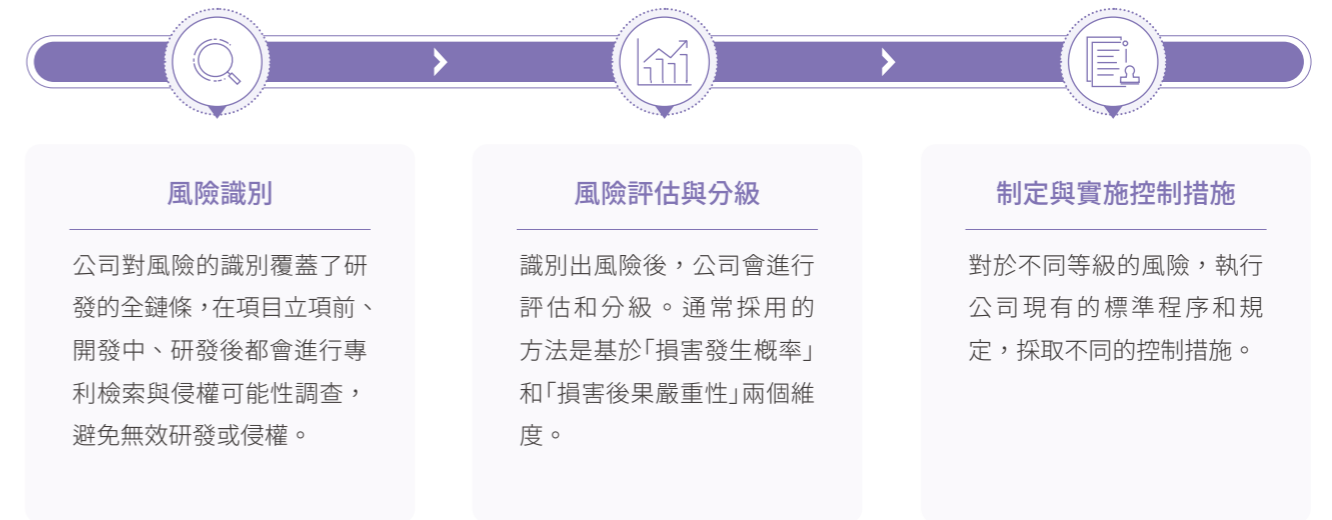 風險識別
公司對風險的識別覆蓋了研
發的全鏈條，在項目立項前、
開發中、研發後都會進行專
利檢索與侵權可能性調查，
避免無效研發或侵權。
風險評估與分級
識別出風險後，公司會進行
評估和分級。通常採用的
方法是基於「損害發生概率」
和「損害後果嚴重性」兩個維
度。
制定與實施控制措施
對於不同等級的風險，執行
公司現有的標準程序和規
定，採取不同的控制措施。